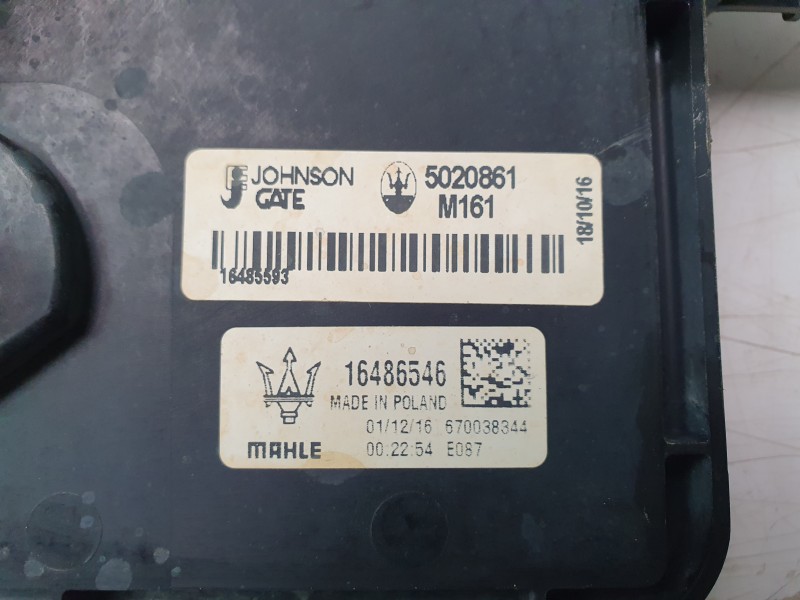 JOHNSON
GATE
5020861
M161
18/10/16
16485593
16486546
MADE IN POLAND
01/12/16 670038344
00:22:54 E087
MAHLE